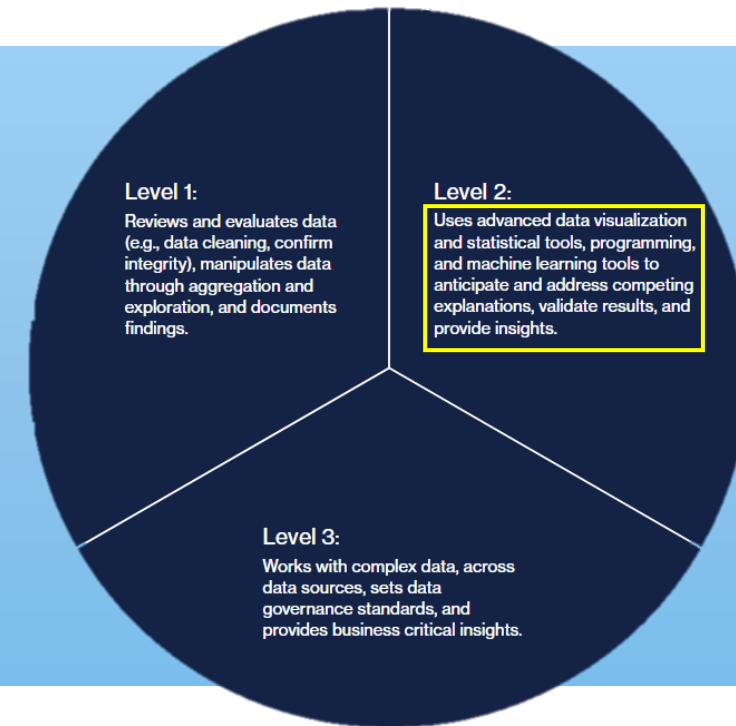 Level 1:
Reviews and evaluates data
(e.g., data cleaning, confirm
integrity), manipulates data
through aggregation and
exploration, and documents
findings.
Level 2:
Uses advanced data visualization
and statistical tools, programming,
and machine learning tools to
anticipate and address competing
explanations, validate results, and
provide insights.
Level 3:
Works with complex data, across
data sources, sets data
governance standards, and
provides business critical insights.